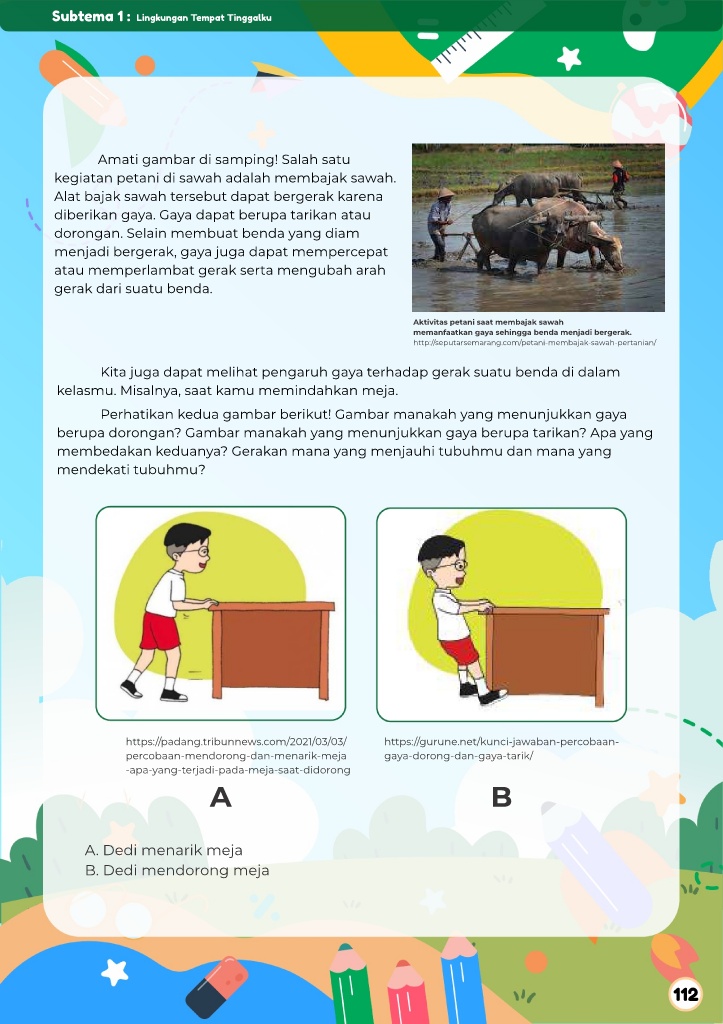 Subtema 1 : Lingkungan Tempat Tinggalku
Amati gambar di samping! Salah satu
kegiatan petani di sawah adalah membajak sawah.
Alat bajak sawah tersebut dapat bergerak karena
diberikan gaya. Gaya dapat berupa tarikan atau
dorongan. Selain membuat benda yang diam
menjadi bergerak, gaya juga dapat mempercepat
atau memperlambat gerak serta mengubah arah
gerak dari suatu benda.
Aktivitas petani saat membajak sawah
memanfaatkan gaya sehingga benda menjadi bergerak.
http://seputarsemarang.com/petani-membajak-sawah-pertanian/
Kita juga dapat melihat pengaruh gaya terhadap gerak suatu benda di dalam
kelasmu. Misalnya, saat kamu memindahkan meja.
Perhatikan kedua gambar berikut! Gambar manakah yang menunjukkan gaya
berupa dorongan? Gambar manakah yang menunjukkan gaya berupa tarikan? Apa yang
membedakan keduanya? Gerakan mana yang menjauhi tubuhmu dan mana yang
mendekati tubuhmu?
https://padang.tribunnews.com/2021/03/03/
percobaan-mendorong-dan-menarik-meja
-apa-yang-terjadi-pada-meja-saat-didorong
A
https://gurune.net/kunci-jawaban-percobaan-
gaya-dorong-dan-gaya-tarik/
B
A. Dedi menarik meja
B. Dedi mendorong meja
112